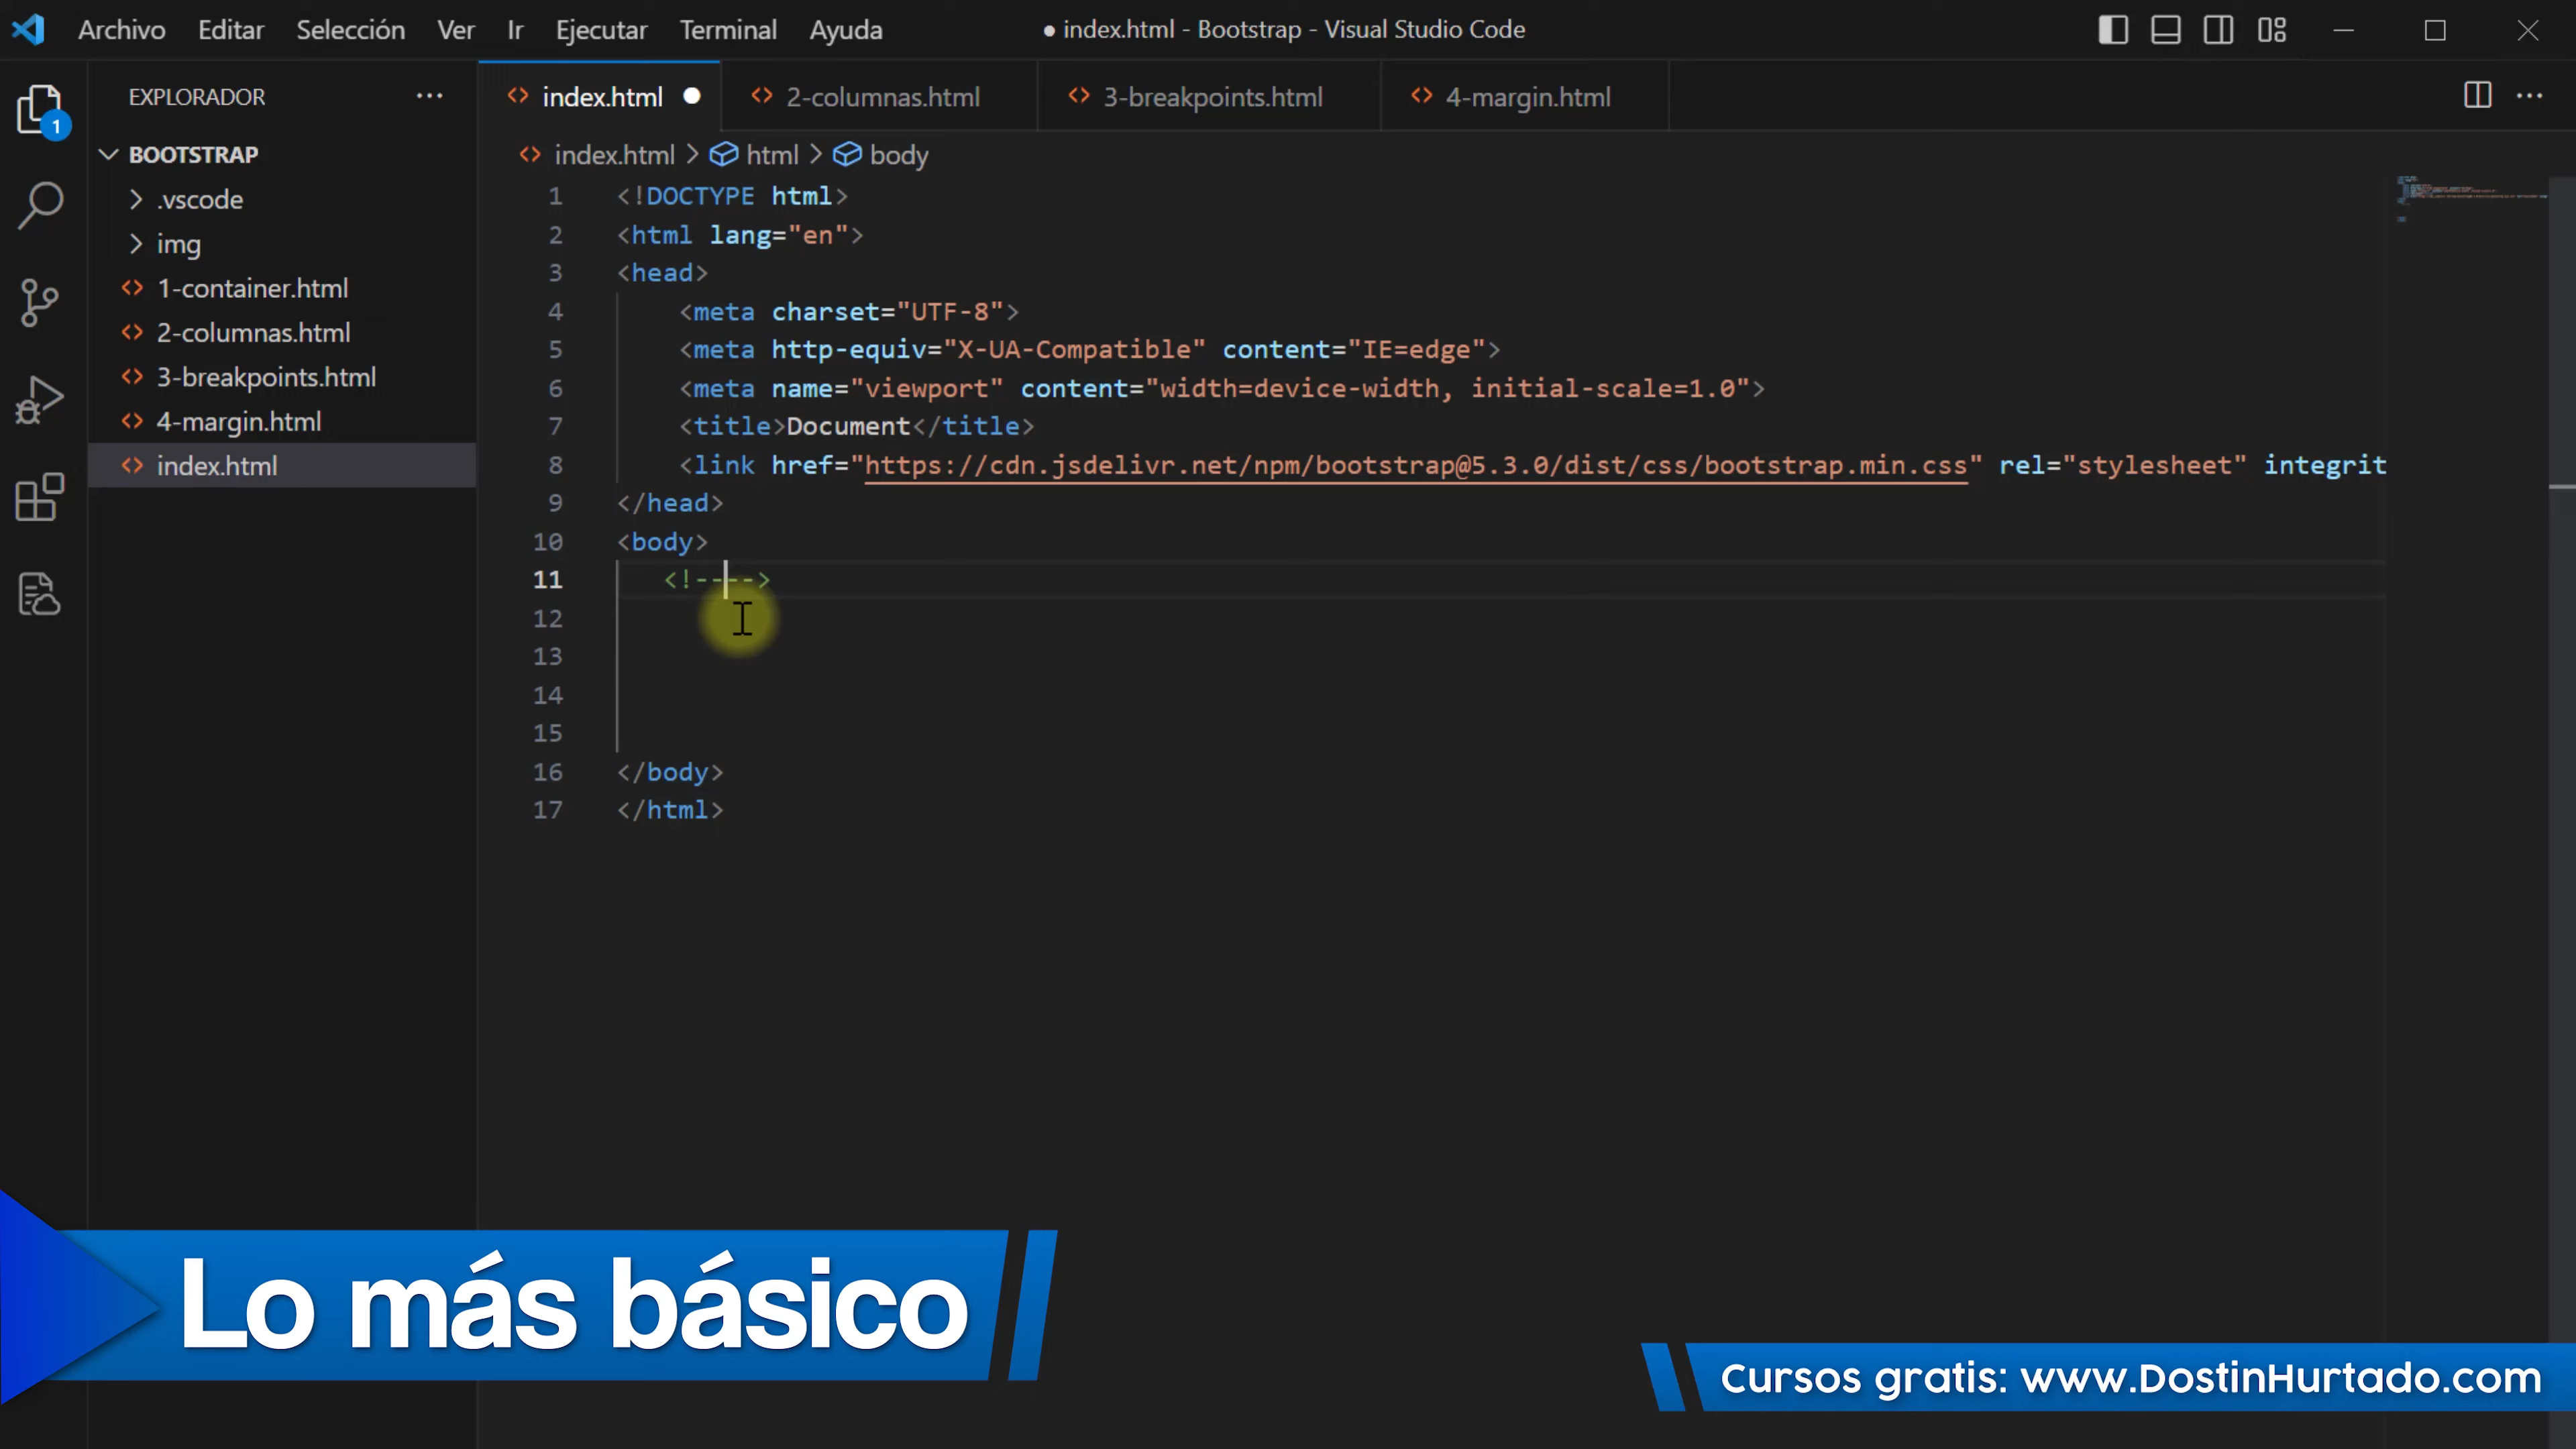 Archivo Editar Selección Ver Ir Ejecutar Terminal Ayuda
● index.html - Bootstrap - Visual Studio Code
EXPLORADOR ···
index.html ● 2-columnas.html 3-breakpoints.html 4-margin.html
1
BOOTSTRAP
.vscode
img
1-container.html
2-columnas.html
3-breakpoints.html
4-margin.html
index.html
index.html > html > body
1 <!DOCTYPE html>
2 <html lang="en">
3 <head>
4 <meta charset="UTF-8">
5 <meta http-equiv="X-UA-Compatible" content="IE=edge">
6 <meta name="viewport" content="width=device-width, initial-scale=1.0">
7 <title>Document</title>
8 <link href="https://cdn.jsdelivr.net/npm/bootstrap@5.3.0/dist/css/bootstrap.min.css" rel="stylesheet" integrit
9 </head>
10 <body>
11 <!---->
12
13
14
15
16 </body>
17 </html>
Lo más básico
Cursos gratis: www.DostinHurtado.com